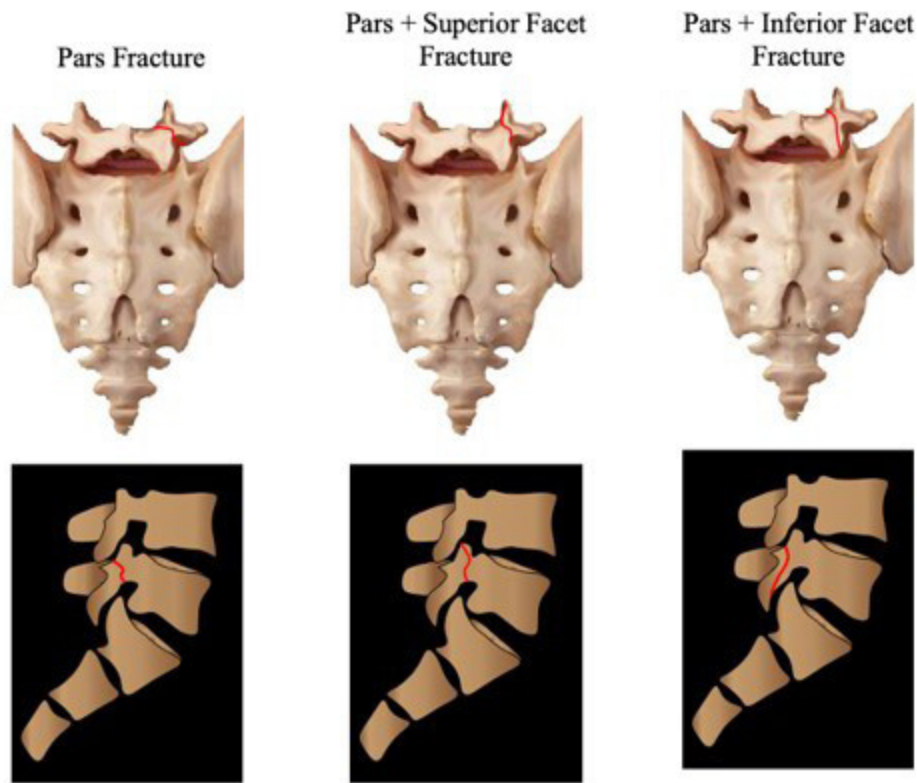 Pars Fracture
Pars + Superior Facet
Fracture
Pars + Inferior Facet
Fracture